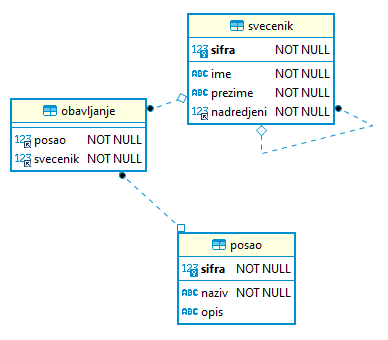 svecenik
123 sifra NOT NULL
ABC ime NOT NULL
ABC prezime NOT NULL
123 nadredjeni NOT NULL
obavljanje
123 posao NOT NULL
123 svecenik NOT NULL
posao
123 sifra NOT NULL
ABC naziv NOT NULL
ABC opis